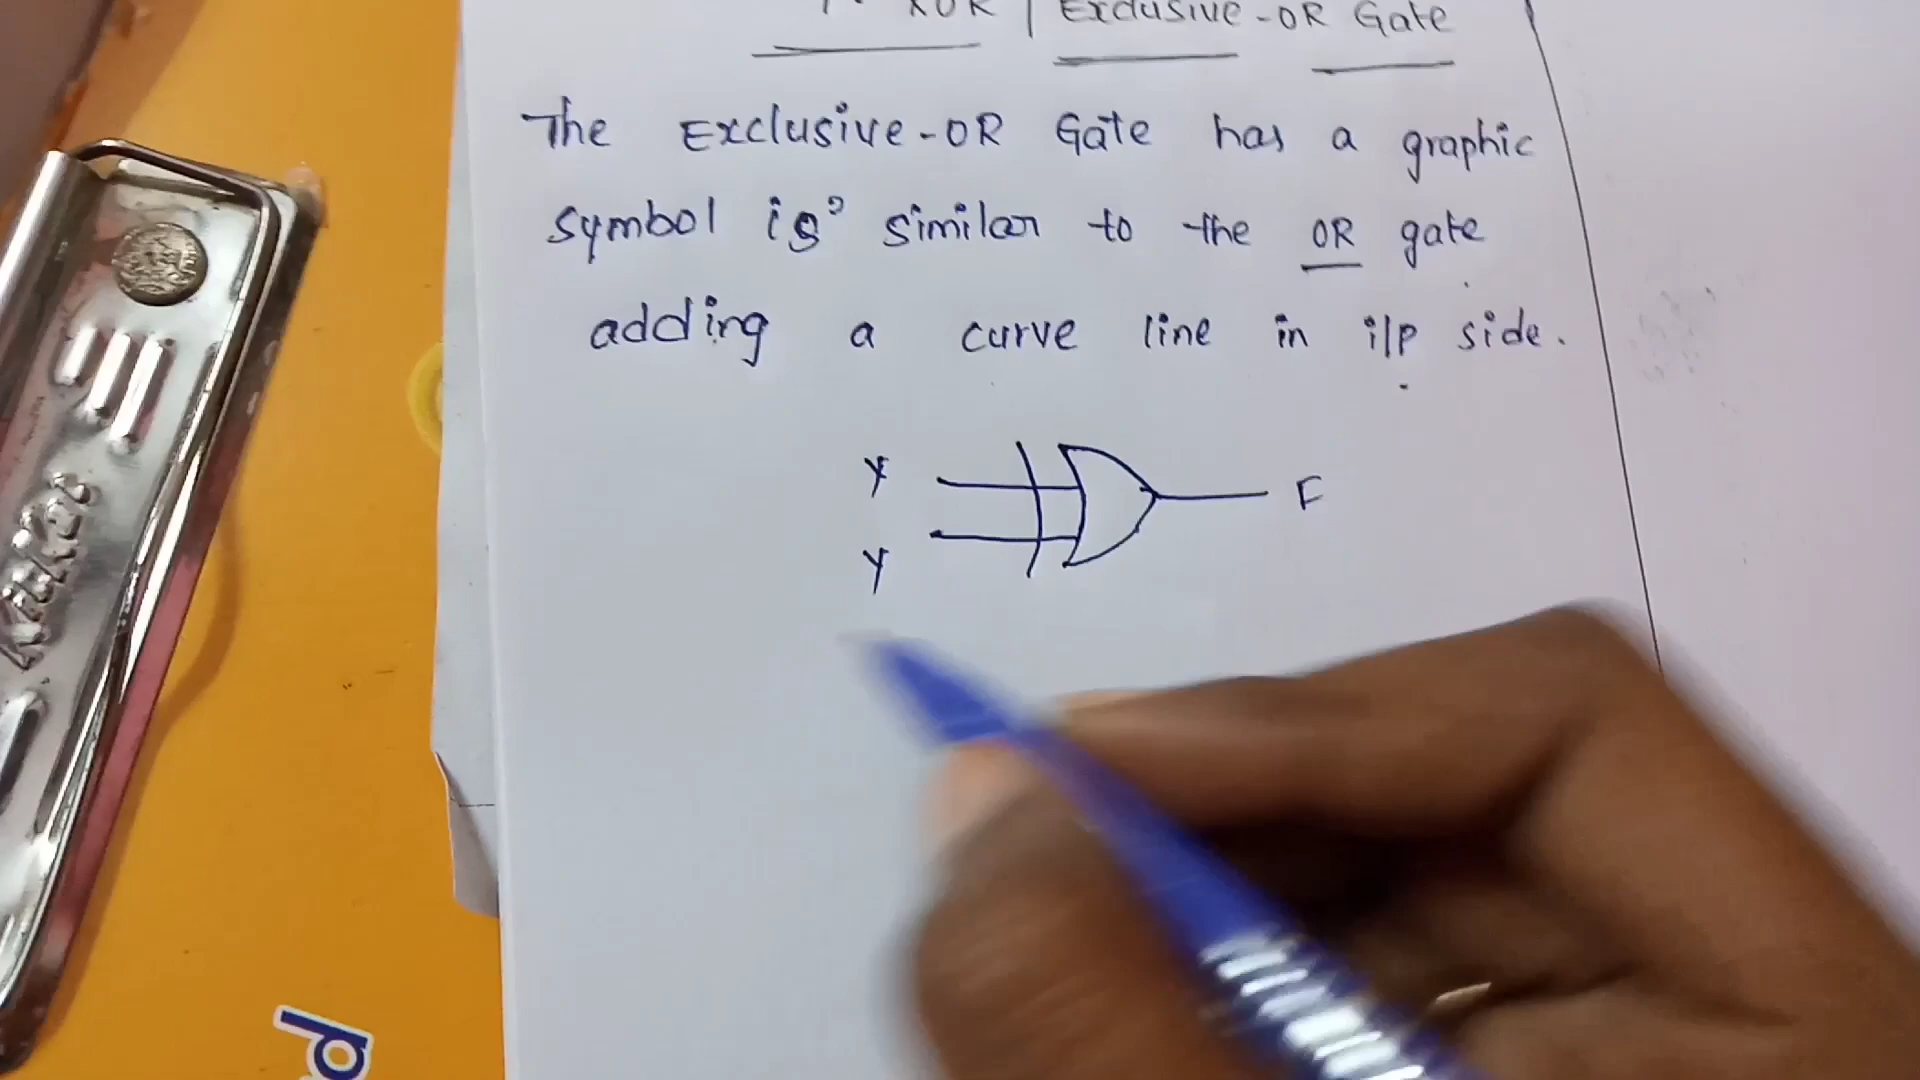 XOR | Exclusive-OR Gate
The Exclusive-OR Gate has a graphic
symbol is similar to the OR gate
adding a curve line in i/p side.
F
Y